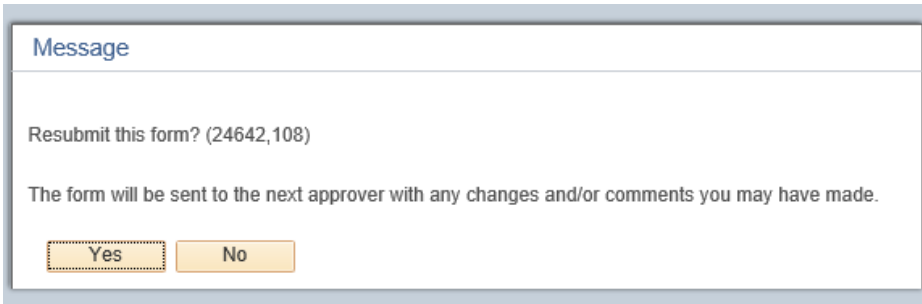 Message
Resubmit this form? (24642,108)
The form will be sent to the next approver with any changes and/or comments you may have made.
Yes No